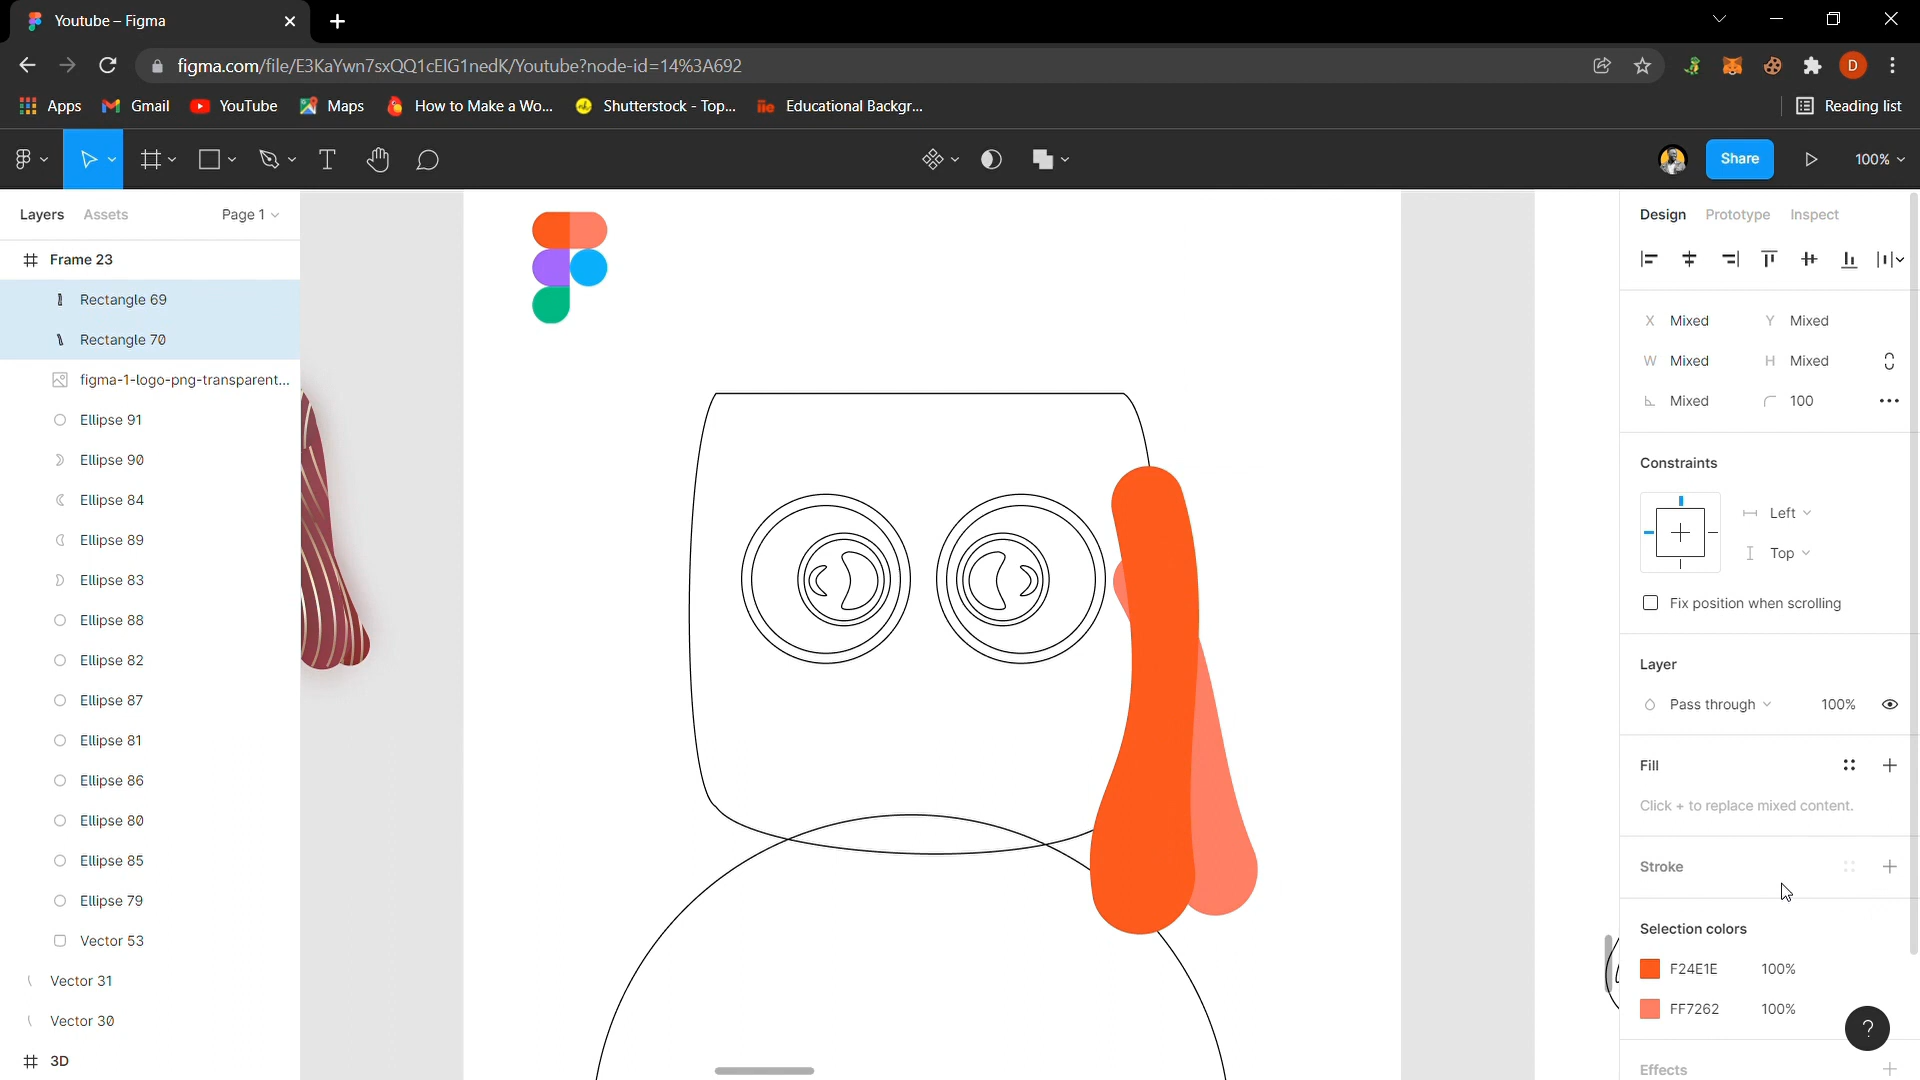 Youtube – Figma
figma.com/file/E3KaYwn7sxQQ1cEIG1nedK/Youtube?node-id=14%3A692
D
Apps
Gmail
YouTube
Maps
How to Make a Wo...
Shutterstock - Top...
Educational Backgr...
Reading list
Share
100%
Layers
Assets
Page 1
Frame 23
Rectangle 69
Rectangle 70
figma-1-logo-png-transparent...
Ellipse 91
Ellipse 90
Ellipse 84
Ellipse 89
Ellipse 83
Ellipse 88
Ellipse 82
Ellipse 87
Ellipse 81
Ellipse 86
Ellipse 80
Ellipse 85
Ellipse 79
Vector 53
Vector 31
Vector 30
3D
Design
Prototype
Inspect
X Mixed
Y Mixed
W Mixed
H Mixed
Mixed
100
Constraints
Left
Top
Fix position when scrolling
Layer
Pass through
100%
Fill
Click + to replace mixed content.
Stroke
Selection colors
F24E1E 100%
FF7262 100%
?
Effects